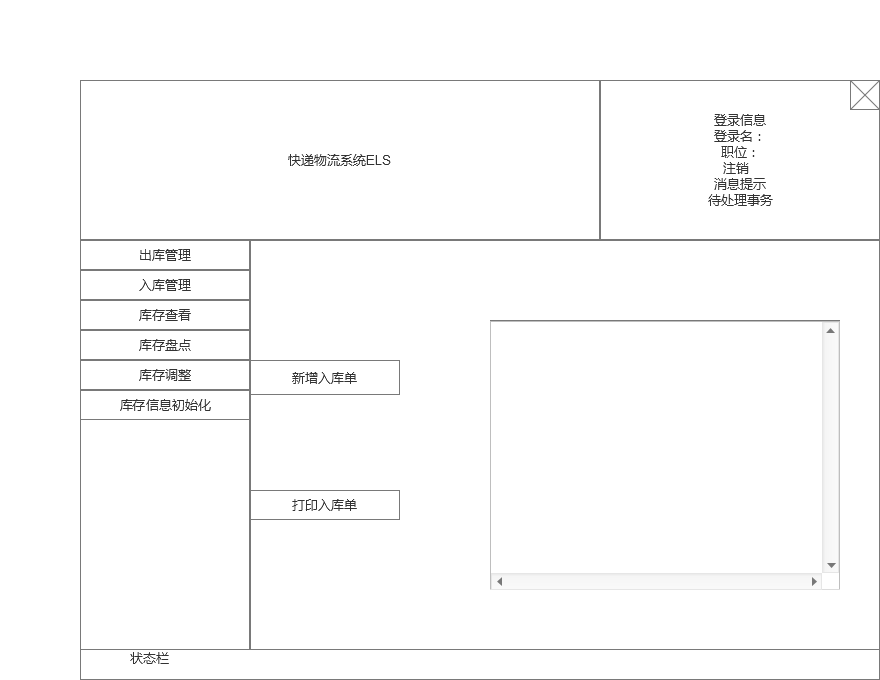 快递物流系统ELS
登录信息
登录名：
职位：
注销
消息提示
待处理事务
出库管理
入库管理
库存查看
库存盘点
库存调整
库存信息初始化
新增入库单
打印入库单
状态栏